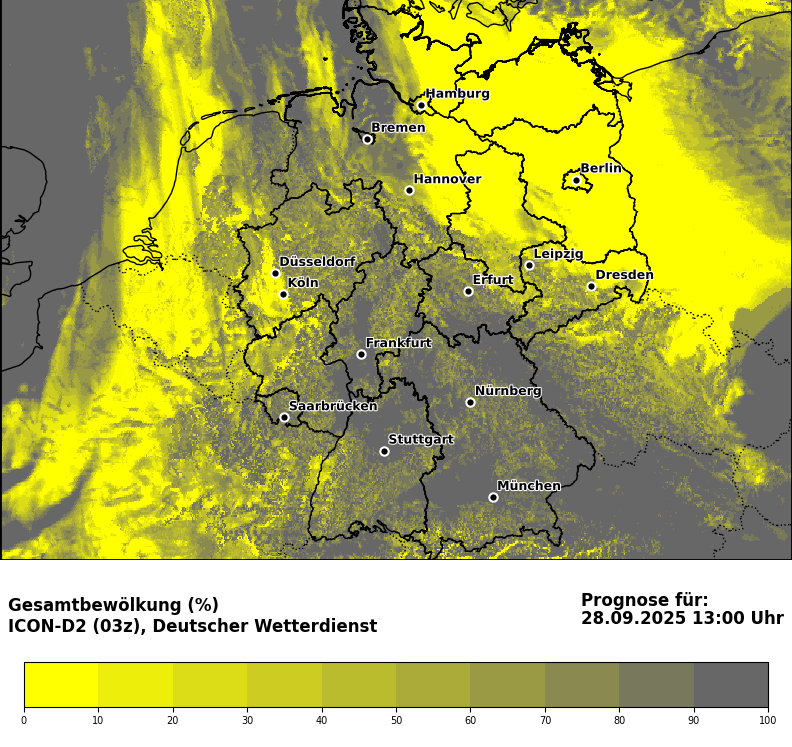 Hamburg
Bremen
Berlin
Hannover
Leipzig
Düsseldorf
Dresden
Erfurt
Köln
Frankfurt
Nürnberg
Saarbrücken
Stuttgart
München
Gesamtbewölkung (%)
ICON-D2 (03z), Deutscher Wetterdienst
Prognose für:
28.09.2025 13:00 Uhr
0 10 20 30 40 50 60 70 80 90 100